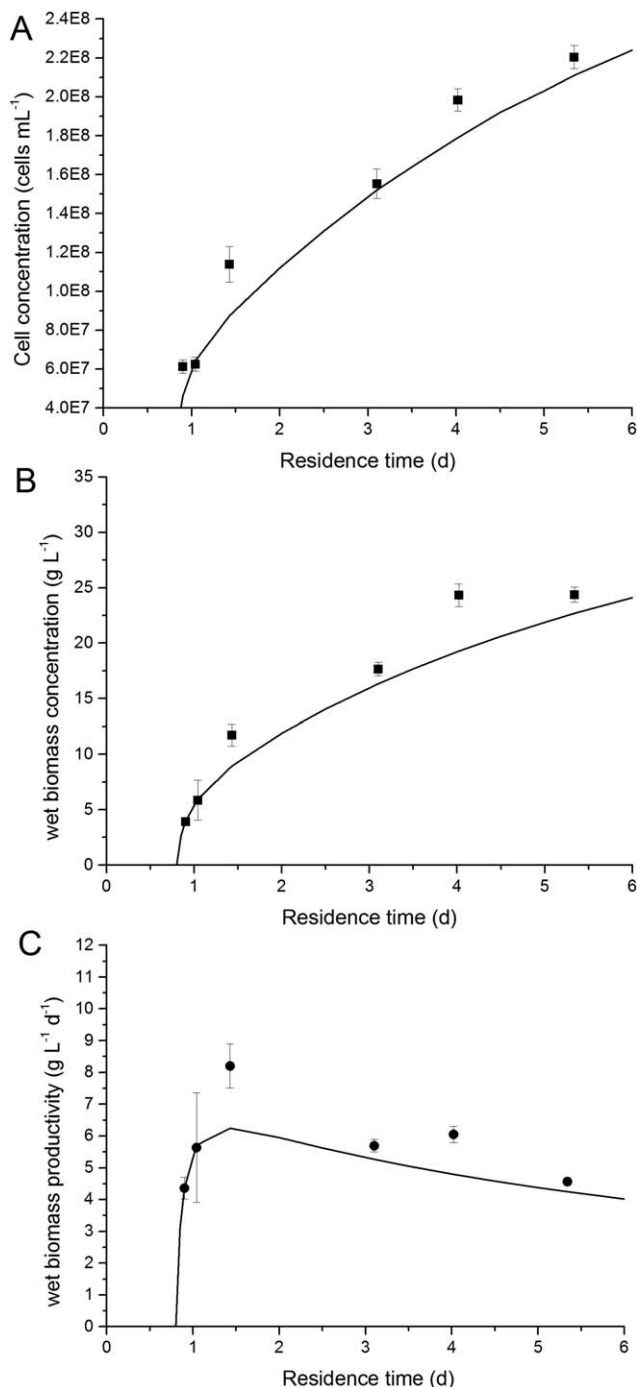 A
2.4E8
2.2E8
2.0E8
1.8E8
1.6E8
1.4E8
1.2E8
1.0E8
8.0E7
6.0E7
4.0E7
Cell concentration (cells mL⁻¹)
0 1 2 3 4 5 6
Residence time (d)
B
35
30
25
20
15
10
5
0
wet biomass concentration (g L⁻¹)
0 1 2 3 4 5 6
Residence time (d)
C
12
11
10
9
8
7
6
5
4
3
2
1
0
wet biomass productivity (g L⁻¹ d⁻¹)
0 1 2 3 4 5 6
Residence time (d)